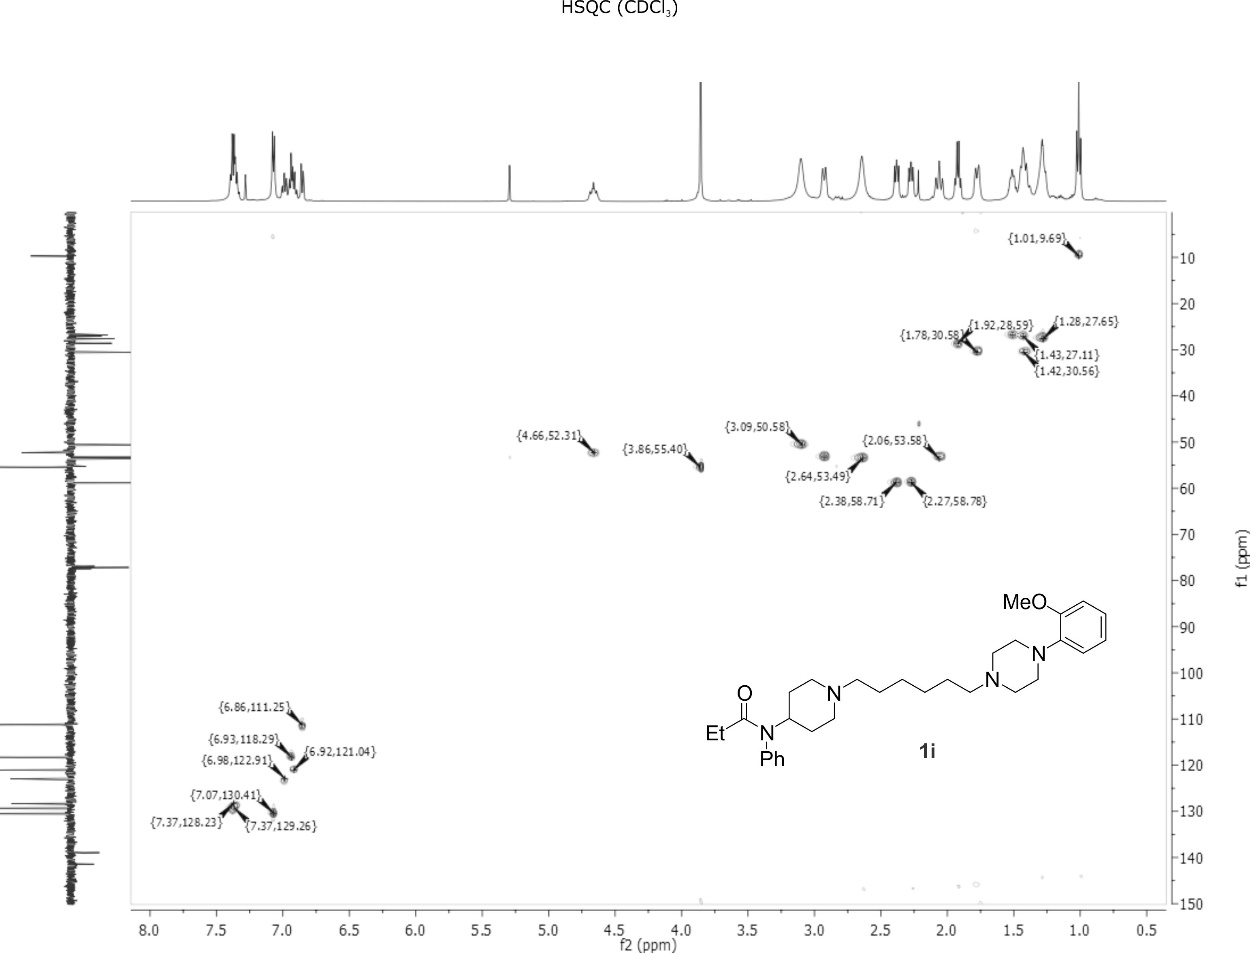 HSQC (CDCl₃)
{1.01,9.69}
{1.92,28.59}
{1.28,27.65}
{1.78,30.58}
{1.43,27.11}
{1.42,30.56}
{4.66,52.31}
{3.86,55.40}
{3.09,50.58}
{2.06,53.58}
{2.64,53.49}
{2.38,58.71}
{2.27,58.78}
{6.86,111.25}
{6.93,118.29}
{6.92,121.04}
{6.98,122.91}
{7.07,130.41}
{7.37,128.23}
{7.37,129.26}
MeO
N
N
N
O
Et
N
Ph
1i
10
20
30
40
50
60
70
80
90
100
110
120
130
140
150
f1 (ppm)
8.0 7.5 7.0 6.5 6.0 5.5 5.0 4.5 4.0 3.5 3.0 2.5 2.0 1.5 1.0 0.5
f2 (ppm)